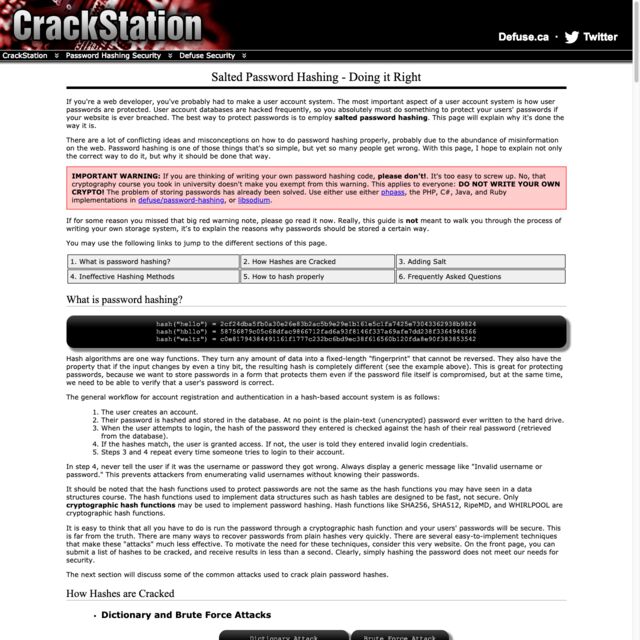 CrackStation
Defuse.ca · Twitter
CrackStation Password Hashing Security Defuse Security
Salted Password Hashing - Doing it Right
If you're a web developer, you've probably had to make a user account system. The most important aspect of a user account system is how user
passwords are protected. User account databases are hacked frequently, so you absolutely must do something to protect your users' passwords if
your website is ever breached. The best way to protect passwords is to employ salted password hashing. This page will explain why it's done the
way it is.
There are a lot of conflicting ideas and misconceptions on how to do password hashing properly, probably due to the abundance of misinformation
on the web. Password hashing is one of those things that's so simple, but yet so many people get wrong. With this page, I hope to explain not only
the correct way to do it, but why it should be done that way.
IMPORTANT WARNING: If you are thinking of writing your own password hashing code, please don't!. It's too easy to screw up. No, that
cryptography course you took in university doesn't make you exempt from this warning. This applies to everyone: DO NOT WRITE YOUR OWN
CRYPTO! The problem of storing passwords has already been solved. Use either use either phpass, the PHP, C#, Java, and Ruby
implementations in defuse/password-hashing, or libsodium.
If for some reason you missed that big red warning note, please go read it now. Really, this guide is not meant to walk you through the process of
writing your own storage system, it's to explain the reasons why passwords should be stored a certain way.
You may use the following links to jump to the different sections of this page.
1. What is password hashing? 2. How Hashes are Cracked 3. Adding Salt
4. Ineffective Hashing Methods 5. How to hash properly 6. Frequently Asked Questions
What is password hashing?
hash("hello") = 2cf24dba5fb0a30e26e83b2ac5b9e29e1b161e5c1fa7425e73043362938b9824
hash("hbllo") = 58756879c05c68dfac9866712fad6a93f8146f337a69afe7dd238f3364946366
hash("waltz") = c0e81794384491161f1777c232bc6bd9ec38f616560b120fda8e90f383853542
Hash algorithms are one way functions. They turn any amount of data into a fixed-length "fingerprint" that cannot be reversed. They also have the
property that if the input changes by even a tiny bit, the resulting hash is completely different (see the example above). This is great for protecting
passwords, because we want to store passwords in a form that protects them even if the password file itself is compromised, but at the same time,
we need to be able to verify that a user's password is correct.
The general workflow for account registration and authentication in a hash-based account system is as follows:
1. The user creates an account.
2. Their password is hashed and stored in the database. At no point is the plain-text (unencrypted) password ever written to the hard drive.
3. When the user attempts to login, the hash of the password they entered is checked against the hash of their real password (retrieved
from the database).
4. If the hashes match, the user is granted access. If not, the user is told they entered invalid login credentials.
5. Steps 3 and 4 repeat every time someone tries to login to their account.
In step 4, never tell the user if it was the username or password they got wrong. Always display a generic message like "Invalid username or
password." This prevents attackers from enumerating valid usernames without knowing their passwords.
It should be noted that the hash functions used to protect passwords are not the same as the hash functions you may have seen in a data
structures course. The hash functions used to implement data structures such as hash tables are designed to be fast, not secure. Only
cryptographic hash functions may be used to implement password hashing. Hash functions like SHA256, SHA512, RipeMD, and WHIRLPOOL are
cryptographic hash functions.
It is easy to think that all you have to do is run the password through a cryptographic hash function and your users' passwords will be secure. This
is far from the truth. There are many ways to recover passwords from plain hashes very quickly. There are several easy-to-implement techniques
that make these "attacks" much less effective. To motivate the need for these techniques, consider this very website. On the front page, you can
submit a list of hashes to be cracked, and receive results in less than a second. Clearly, simply hashing the password does not meet our needs for
security.
The next section will discuss some of the common attacks used to crack plain password hashes.
How Hashes are Cracked
• Dictionary and Brute Force Attacks
Dictionary Attack Brute Force Attack